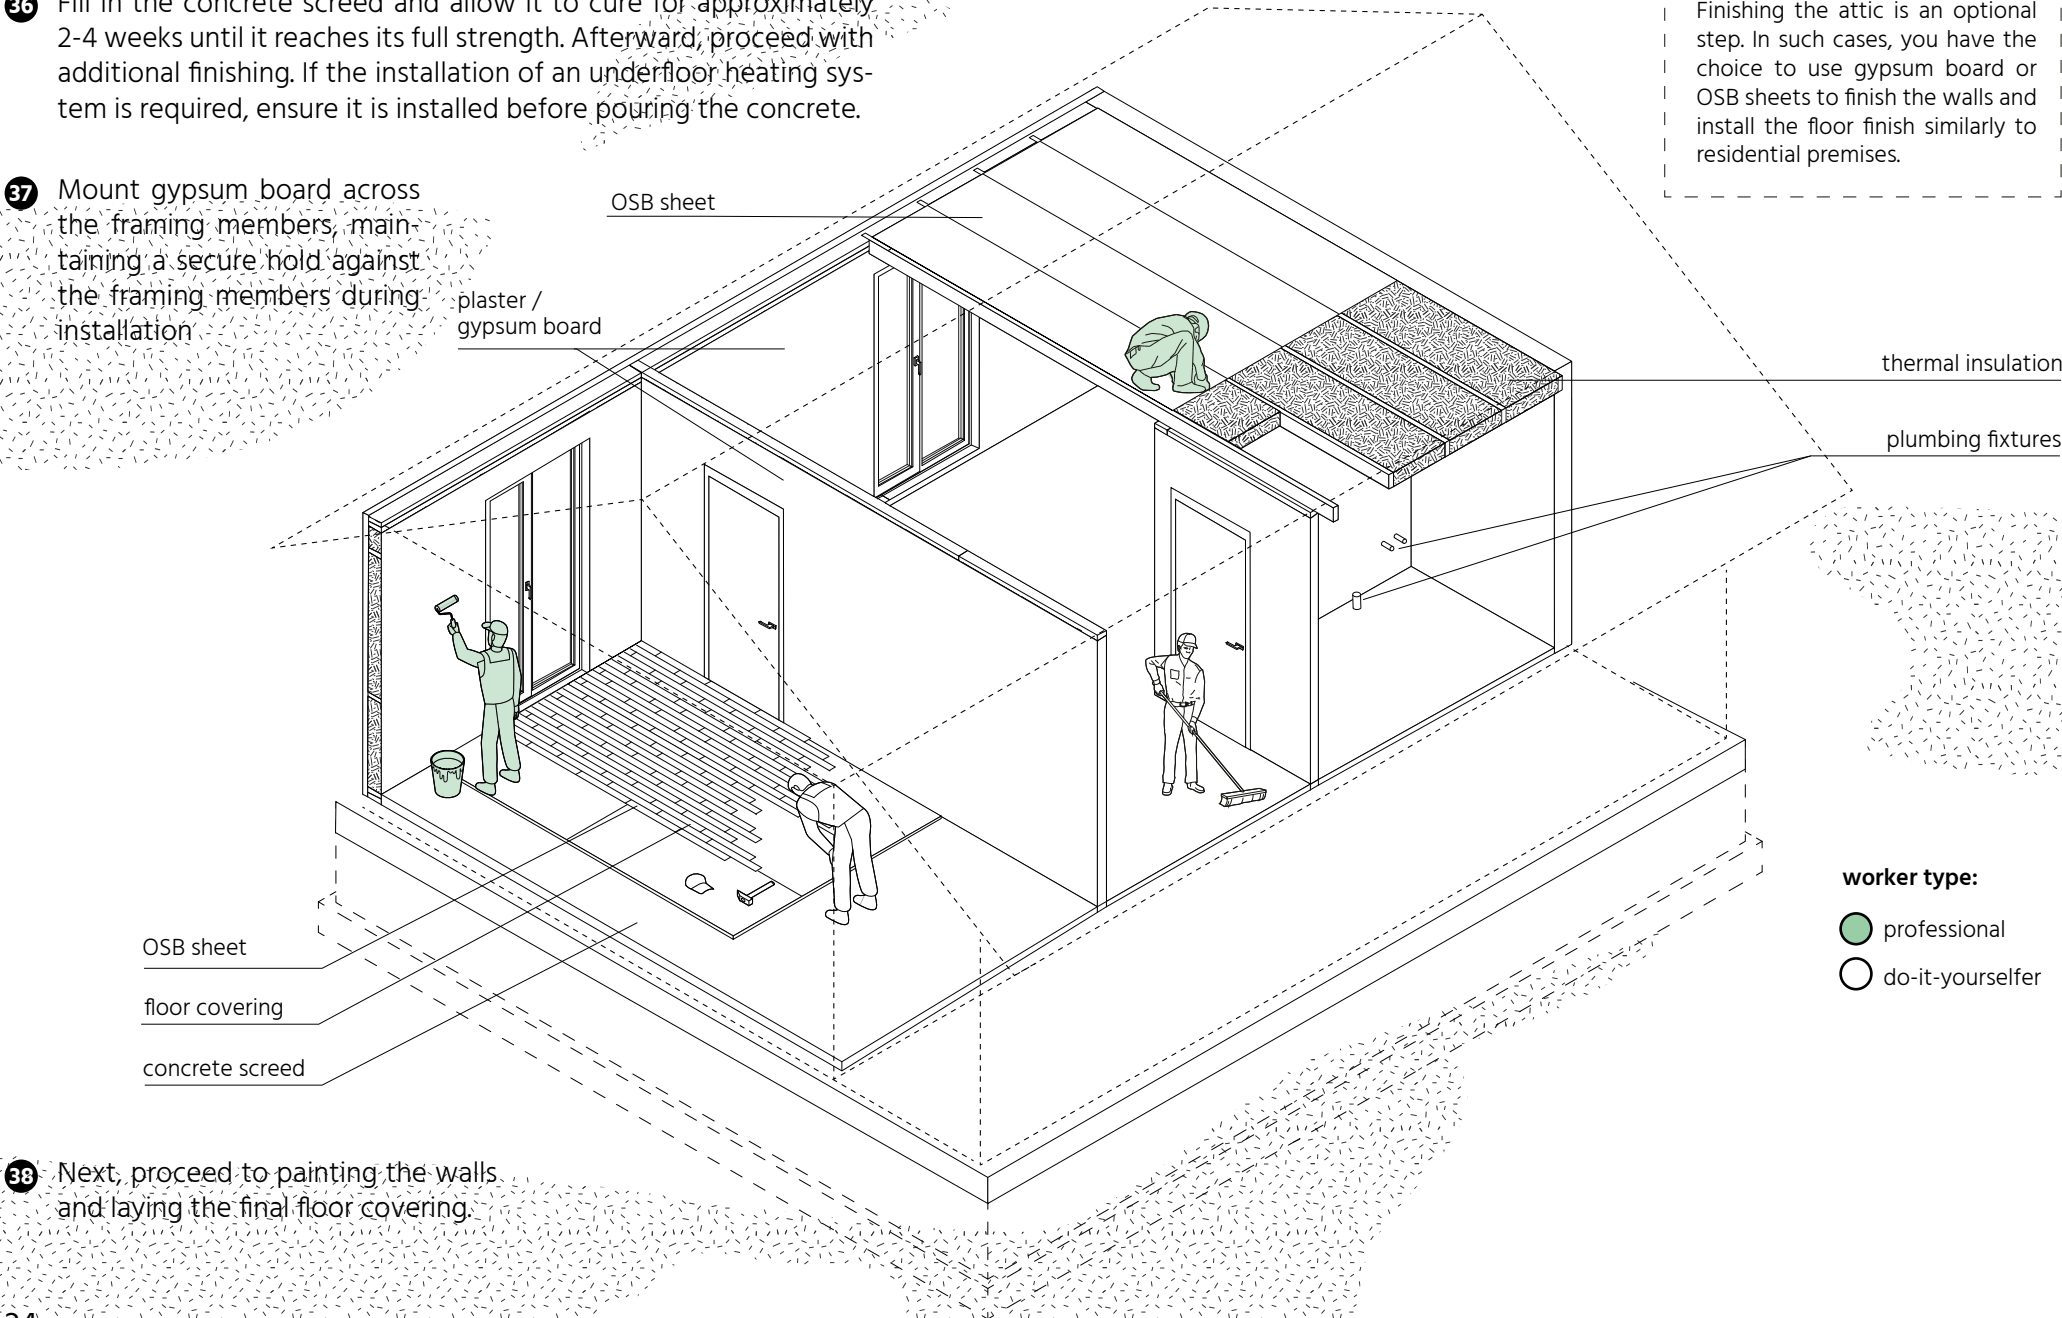 36 Fill in the concrete screed and allow it to cure for approximately
2-4 weeks until it reaches its full strength. Afterward, proceed with
additional finishing. If the installation of an underfloor heating sys-
tem is required, ensure it is installed before pouring the concrete.
Finishing the attic is an optional
step. In such cases, you have the
choice to use gypsum board or
OSB sheets to finish the walls and
install the floor finish similarly to
residential premises.
37 Mount gypsum board across
the framing members, main-
taining a secure hold against
the framing members during
installation
OSB sheet
plaster /
gypsum board
thermal insulation
plumbing fixtures
worker type:
professional
do-it-yourselfer
OSB sheet
floor covering
concrete screed
38 Next, proceed to painting the walls
and laying the final floor covering.